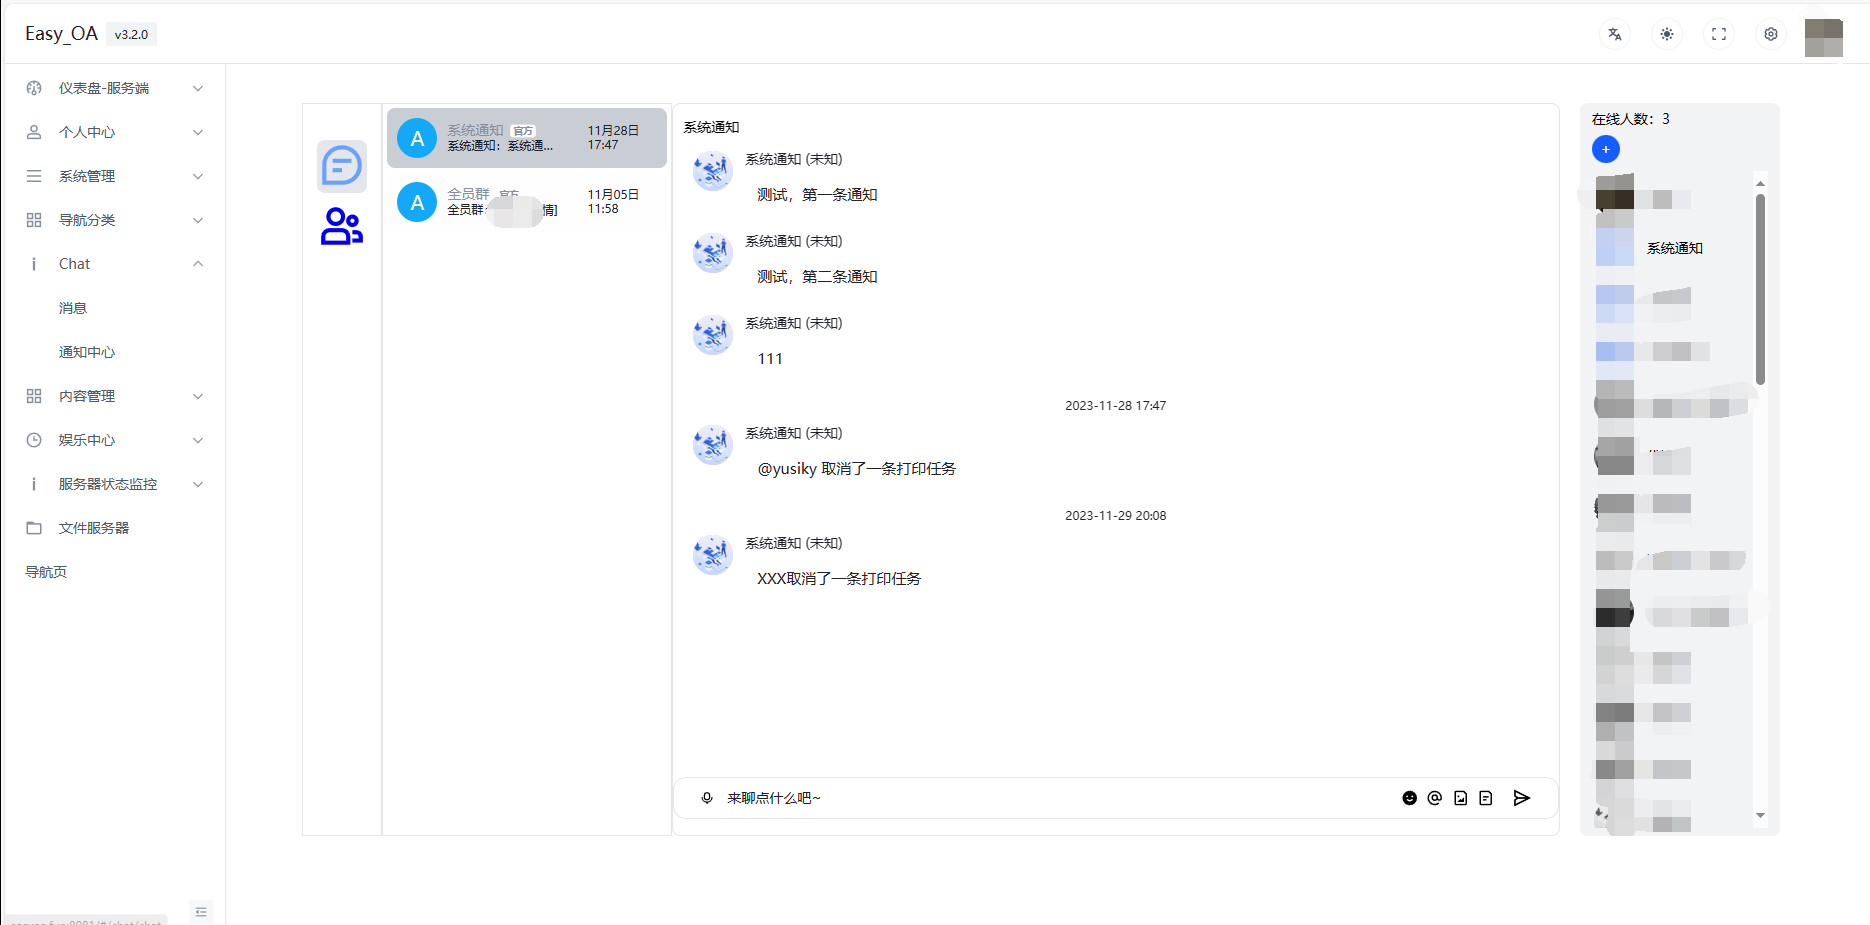 Easy_OA v3.2.0
仪表盘-服务端
个人中心
系统管理
导航分类
Chat
消息
通知中心
内容管理
娱乐中心
服务器状态监控
文件服务器
导航页
A
系统通知 官方
系统通知：系统通...
11月28日
17:47
A
全员群 官方
全员群:
情]
11月05日
11:58
系统通知
系统通知 (未知)
测试，第一条通知
系统通知 (未知)
测试，第二条通知
系统通知 (未知)
111
2023-11-28 17:47
系统通知 (未知)
@yusiky 取消了一条打印任务
2023-11-29 20:08
系统通知 (未知)
XXX取消了一条打印任务
来聊点什么吧~
在线人数：3
+
系统通知